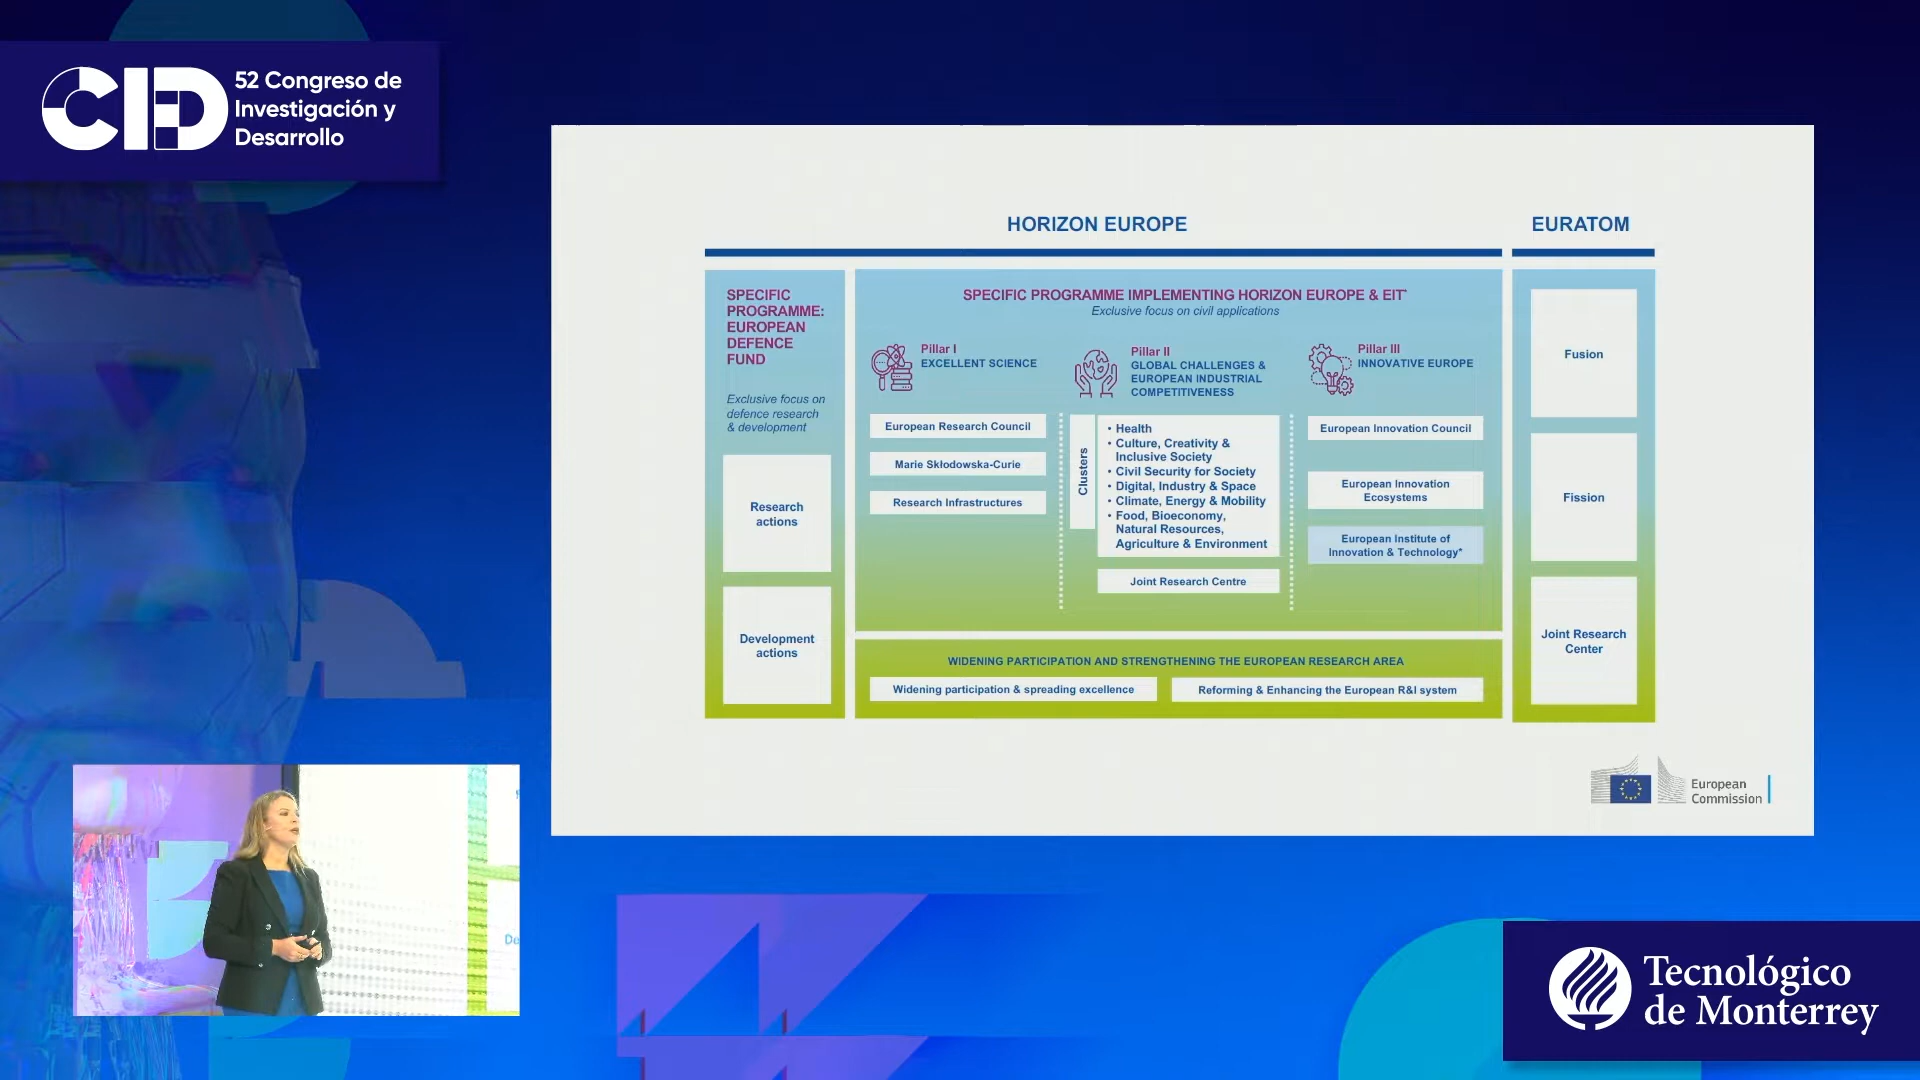 CID
52 Congreso de
Investigación y
Desarrollo
HORIZON EUROPE
EURATOM
SPECIFIC
PROGRAMME:
EUROPEAN
DEFENCE
FUND
Exclusive focus on
defence research
& development
Research
actions
Development
actions
SPECIFIC PROGRAMME IMPLEMENTING HORIZON EUROPE & EIT*
Exclusive focus on civil applications
Pillar I
EXCELLENT SCIENCE
European Research Council
Marie Skłodowska-Curie
Research Infrastructures
Pillar II
GLOBAL CHALLENGES &
EUROPEAN INDUSTRIAL
COMPETITIVENESS
Clusters
• Health
• Culture, Creativity &
Inclusive Society
• Civil Security for Society
• Digital, Industry & Space
• Climate, Energy & Mobility
• Food, Bioeconomy,
Natural Resources,
Agriculture & Environment
Joint Research Centre
Pillar III
INNOVATIVE EUROPE
European Innovation Council
European Innovation
Ecosystems
European Institute of
Innovation & Technology*
WIDENING PARTICIPATION AND STRENGTHENING THE EUROPEAN RESEARCH AREA
Widening participation & spreading excellence
Reforming & Enhancing the European R&I system
Fusion
Fission
Joint Research
Center
European
Commission
De
Tecnológico
de Monterrey